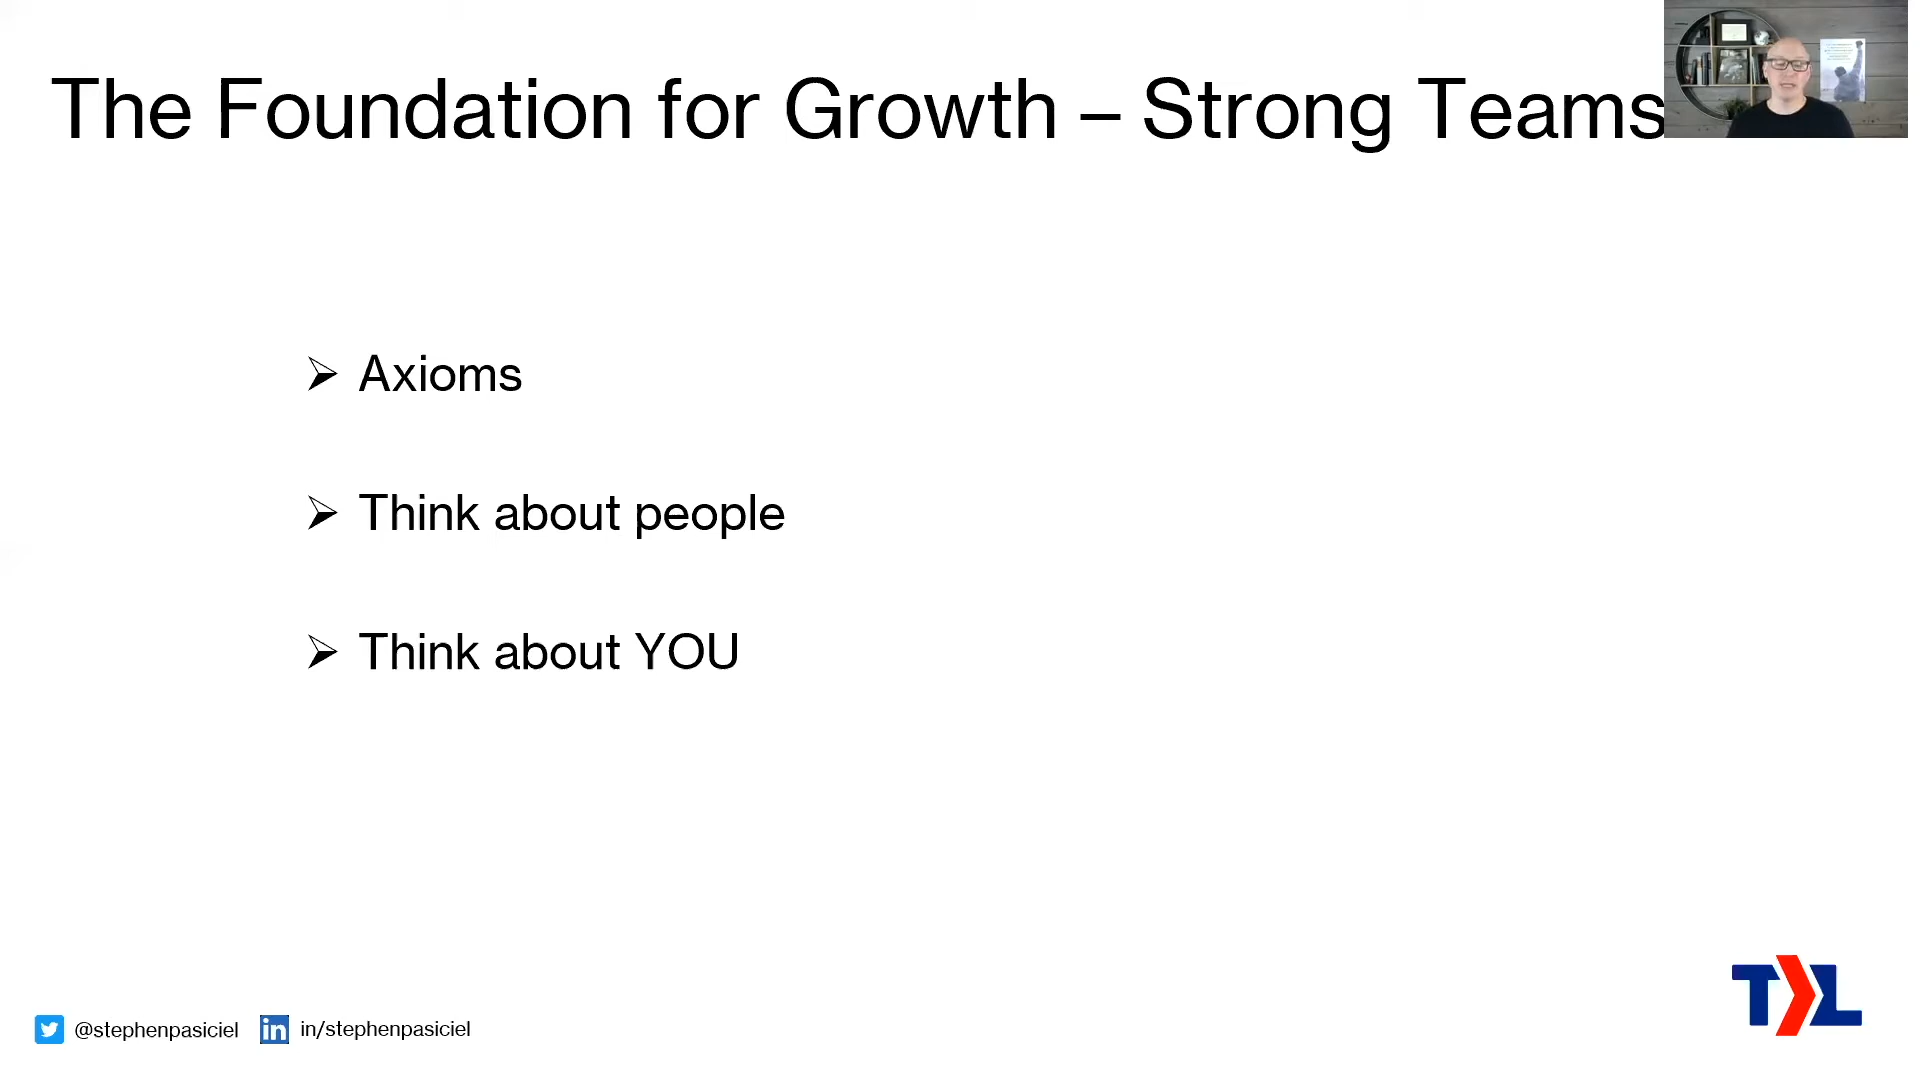 The Foundation for Growth – Strong Teams
Axioms
Think about people
Think about YOU
@stephenpasiciel
in/stephenpasiciel